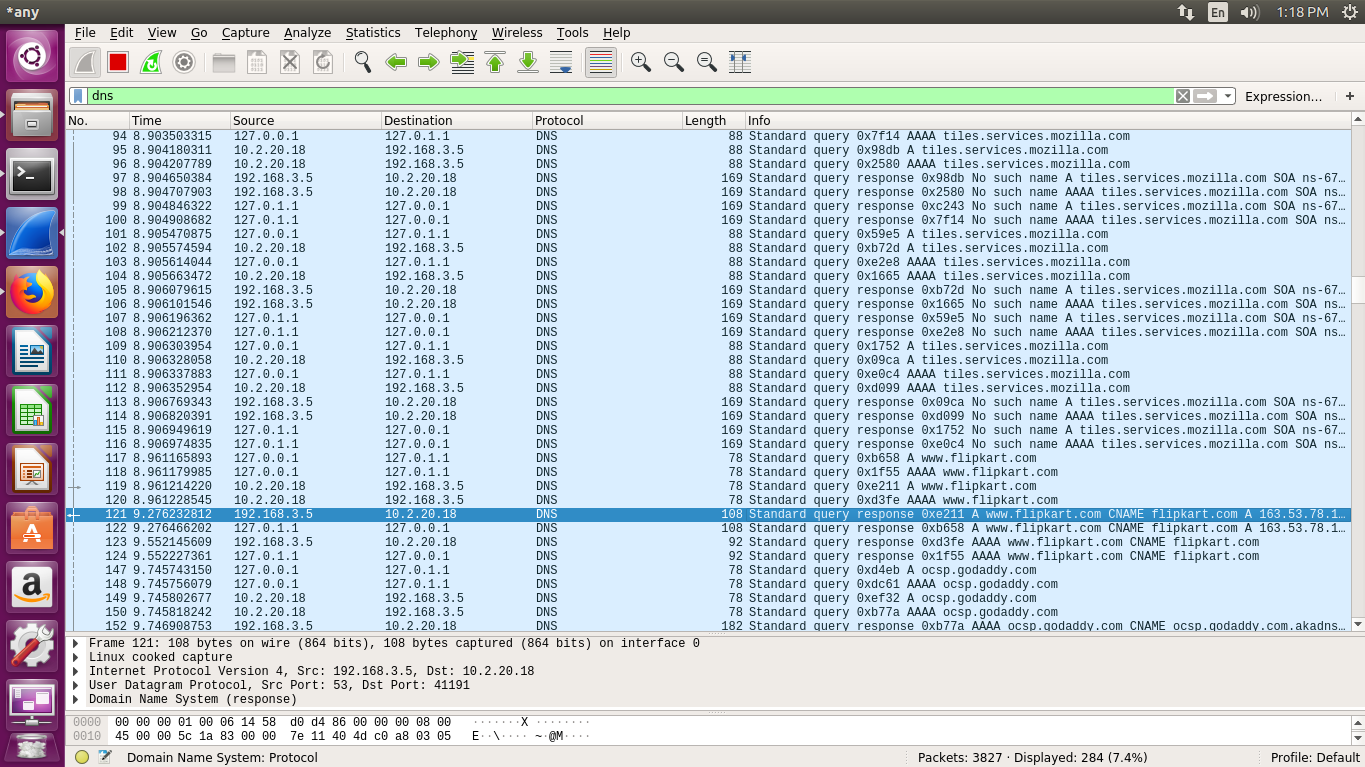 *any
En
1:18 PM
File Edit View Go Capture Analyze Statistics Telephony Wireless Tools Help
dns
Expression… +
No. Time Source Destination Protocol Length Info
94 8.903503315 127.0.0.1 127.0.1.1 DNS 88 Standard query 0x7f14 AAAA tiles.services.mozilla.com
95 8.904180311 10.2.20.18 192.168.3.5 DNS 88 Standard query 0x98db A tiles.services.mozilla.com
96 8.904207789 10.2.20.18 192.168.3.5 DNS 88 Standard query 0x2580 AAAA tiles.services.mozilla.com
97 8.904650384 192.168.3.5 10.2.20.18 DNS 169 Standard query response 0x98db No such name A tiles.services.mozilla.com SOA ns-67…
98 8.904707903 192.168.3.5 10.2.20.18 DNS 169 Standard query response 0x2580 No such name AAAA tiles.services.mozilla.com SOA ns…
99 8.904846322 127.0.1.1 127.0.0.1 DNS 169 Standard query response 0xc243 No such name A tiles.services.mozilla.com SOA ns-67…
100 8.904908682 127.0.1.1 127.0.0.1 DNS 169 Standard query response 0x7f14 No such name AAAA tiles.services.mozilla.com SOA ns…
101 8.905470875 127.0.0.1 127.0.1.1 DNS 88 Standard query 0x59e5 A tiles.services.mozilla.com
102 8.905574594 10.2.20.18 192.168.3.5 DNS 88 Standard query 0xb72d A tiles.services.mozilla.com
103 8.905614044 127.0.0.1 127.0.1.1 DNS 88 Standard query 0xe2e8 AAAA tiles.services.mozilla.com
104 8.905663472 10.2.20.18 192.168.3.5 DNS 88 Standard query 0x1665 AAAA tiles.services.mozilla.com
105 8.906079615 192.168.3.5 10.2.20.18 DNS 169 Standard query response 0xb72d No such name A tiles.services.mozilla.com SOA ns-67…
106 8.906101546 192.168.3.5 10.2.20.18 DNS 169 Standard query response 0x1665 No such name AAAA tiles.services.mozilla.com SOA ns…
107 8.906196362 127.0.1.1 127.0.0.1 DNS 169 Standard query response 0x59e5 No such name A tiles.services.mozilla.com SOA ns-67…
108 8.906212370 127.0.1.1 127.0.0.1 DNS 169 Standard query response 0xe2e8 No such name AAAA tiles.services.mozilla.com SOA ns…
109 8.906303954 127.0.0.1 127.0.1.1 DNS 88 Standard query 0x1752 A tiles.services.mozilla.com
110 8.906328058 10.2.20.18 192.168.3.5 DNS 88 Standard query 0x09ca A tiles.services.mozilla.com
111 8.906337883 127.0.0.1 127.0.1.1 DNS 88 Standard query 0xe0c4 AAAA tiles.services.mozilla.com
112 8.906352954 10.2.20.18 192.168.3.5 DNS 88 Standard query 0xd099 AAAA tiles.services.mozilla.com
113 8.906769343 192.168.3.5 10.2.20.18 DNS 169 Standard query response 0x09ca No such name A tiles.services.mozilla.com SOA ns-67…
114 8.906820391 192.168.3.5 10.2.20.18 DNS 169 Standard query response 0xd099 No such name AAAA tiles.services.mozilla.com SOA ns…
115 8.906949619 127.0.1.1 127.0.0.1 DNS 169 Standard query response 0x1752 No such name A tiles.services.mozilla.com SOA ns-67…
116 8.906974835 127.0.1.1 127.0.0.1 DNS 169 Standard query response 0xe0c4 No such name AAAA tiles.services.mozilla.com SOA ns…
117 8.961165893 127.0.0.1 127.0.1.1 DNS 78 Standard query 0xb658 A www.flipkart.com
118 8.961179985 127.0.0.1 127.0.1.1 DNS 78 Standard query 0x1f55 AAAA www.flipkart.com
119 8.961214220 10.2.20.18 192.168.3.5 DNS 78 Standard query 0xe211 A www.flipkart.com
120 8.961228545 10.2.20.18 192.168.3.5 DNS 78 Standard query 0xd3fe AAAA www.flipkart.com
121 9.276232812 192.168.3.5 10.2.20.18 DNS 108 Standard query response 0xe211 A www.flipkart.com CNAME flipkart.com A 163.53.78.1…
122 9.276466202 127.0.1.1 127.0.0.1 DNS 108 Standard query response 0xb658 A www.flipkart.com CNAME flipkart.com A 163.53.78.1…
123 9.552145609 192.168.3.5 10.2.20.18 DNS 92 Standard query response 0xd3fe AAAA www.flipkart.com CNAME flipkart.com
124 9.552227361 127.0.1.1 127.0.0.1 DNS 92 Standard query response 0x1f55 AAAA www.flipkart.com CNAME flipkart.com
147 9.745743150 127.0.0.1 127.0.1.1 DNS 78 Standard query 0xd4eb A ocsp.godaddy.com
148 9.745756079 127.0.0.1 127.0.1.1 DNS 78 Standard query 0xdc61 AAAA ocsp.godaddy.com
149 9.745802677 10.2.20.18 192.168.3.5 DNS 78 Standard query 0xef32 A ocsp.godaddy.com
150 9.745818242 10.2.20.18 192.168.3.5 DNS 78 Standard query 0xb77a AAAA ocsp.godaddy.com
152 9.746908753 192.168.3.5 10.2.20.18 DNS 182 Standard query response 0xb77a AAAA ocsp.godaddy.com CNAME ocsp.godaddy.com.akadns…
Frame 121: 108 bytes on wire (864 bits), 108 bytes captured (864 bits) on interface 0
Linux cooked capture
Internet Protocol Version 4, Src: 192.168.3.5, Dst: 10.2.20.18
User Datagram Protocol, Src Port: 53, Dst Port: 41191
Domain Name System (response)
0000 00 00 00 01 00 06 14 58 d0 d4 86 00 00 00 08 00 ·······X ········
0010 45 00 00 5c 1a 83 00 00 7e 11 40 4d c0 a8 03 05 E··\···· ~·@M····
Domain Name System: Protocol
Packets: 3827 · Displayed: 284 (7.4%)
Profile: Default